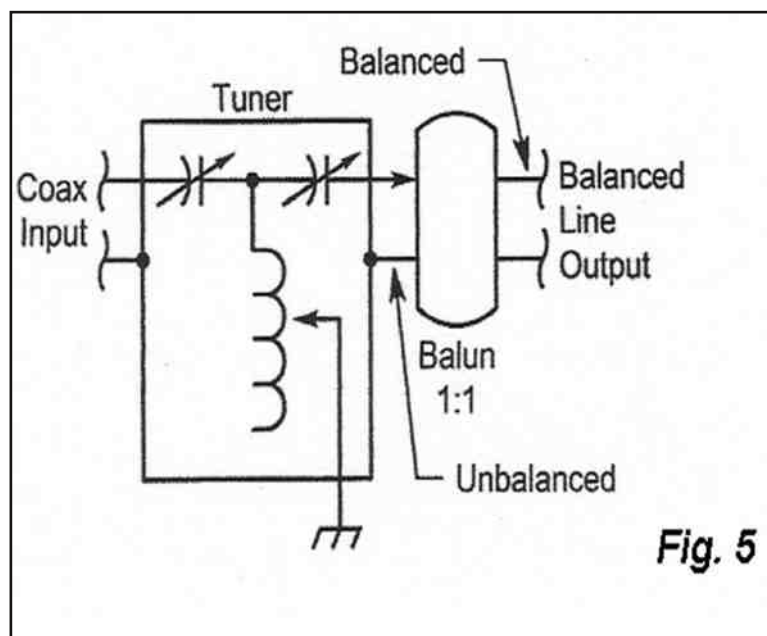 Balanced
Tuner
Coax
Input
Balanced
Line
Output
Balun
1:1
Unbalanced
Fig. 5